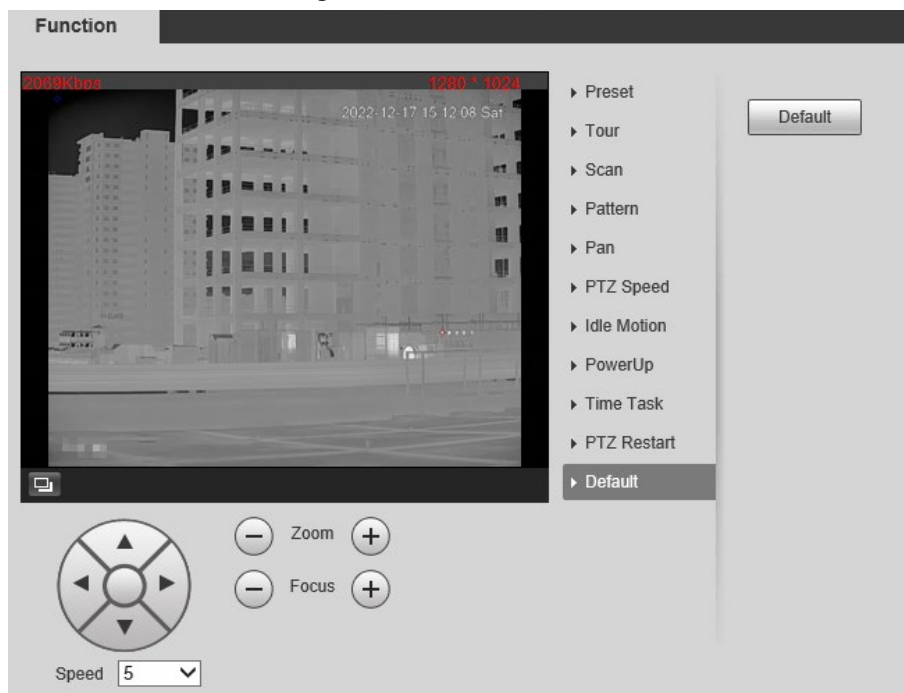 Function
2069Kbps
1280 * 1024
2022-12-17 15:12:08 Sat
Preset
Tour
Scan
Pattern
Pan
PTZ Speed
Idle Motion
PowerUp
Time Task
PTZ Restart
Default
Default
Zoom
Focus
Speed 5